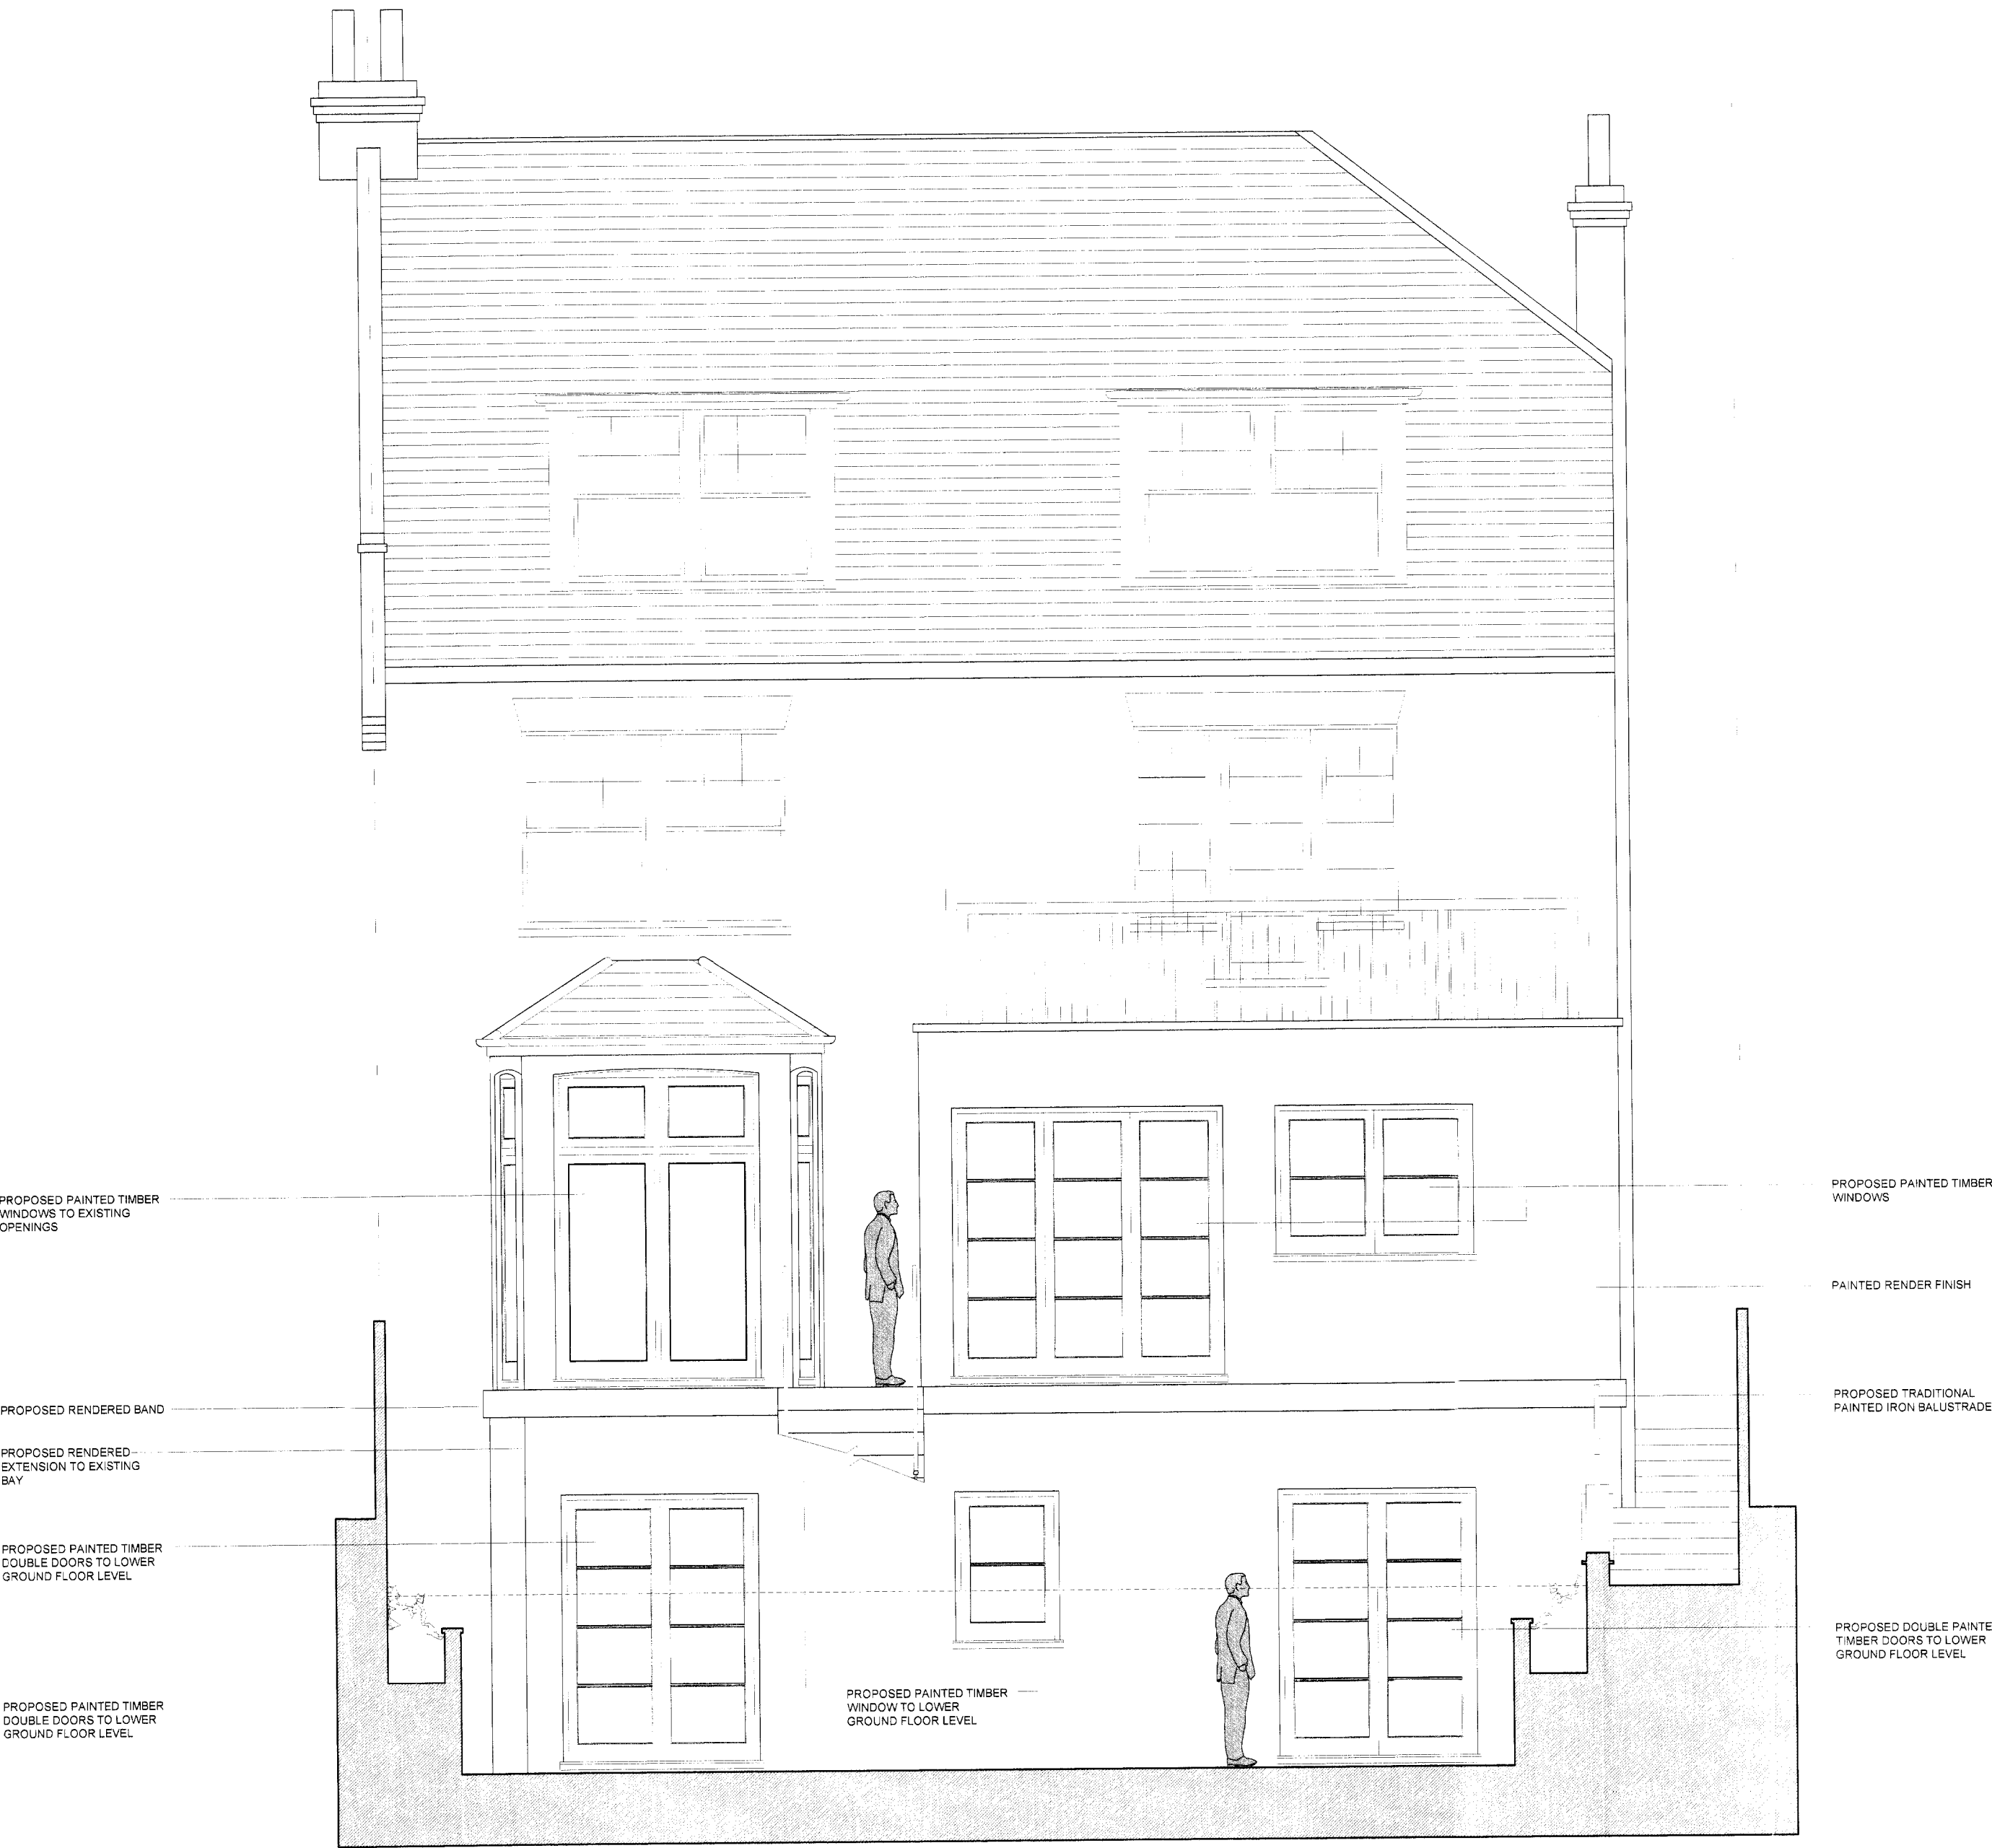 PROPOSED PAINTED TIMBER
WINDOWS TO EXISTING
OPENINGS
PROPOSED RENDERED BAND
PROPOSED RENDERED
EXTENSION TO EXISTING
BAY
PROPOSED PAINTED TIMBER
DOUBLE DOORS TO LOWER
GROUND FLOOR LEVEL
PROPOSED PAINTED TIMBER
DOUBLE DOORS TO LOWER
GROUND FLOOR LEVEL
PROPOSED PAINTED TIMBER
WINDOW TO LOWER
GROUND FLOOR LEVEL
PROPOSED PAINTED TIMBER
WINDOWS
PAINTED RENDER FINISH
PROPOSED TRADITIONAL
PAINTED IRON BALUSTRADE
PROPOSED DOUBLE PAINTE
TIMBER DOORS TO LOWER
GROUND FLOOR LEVEL